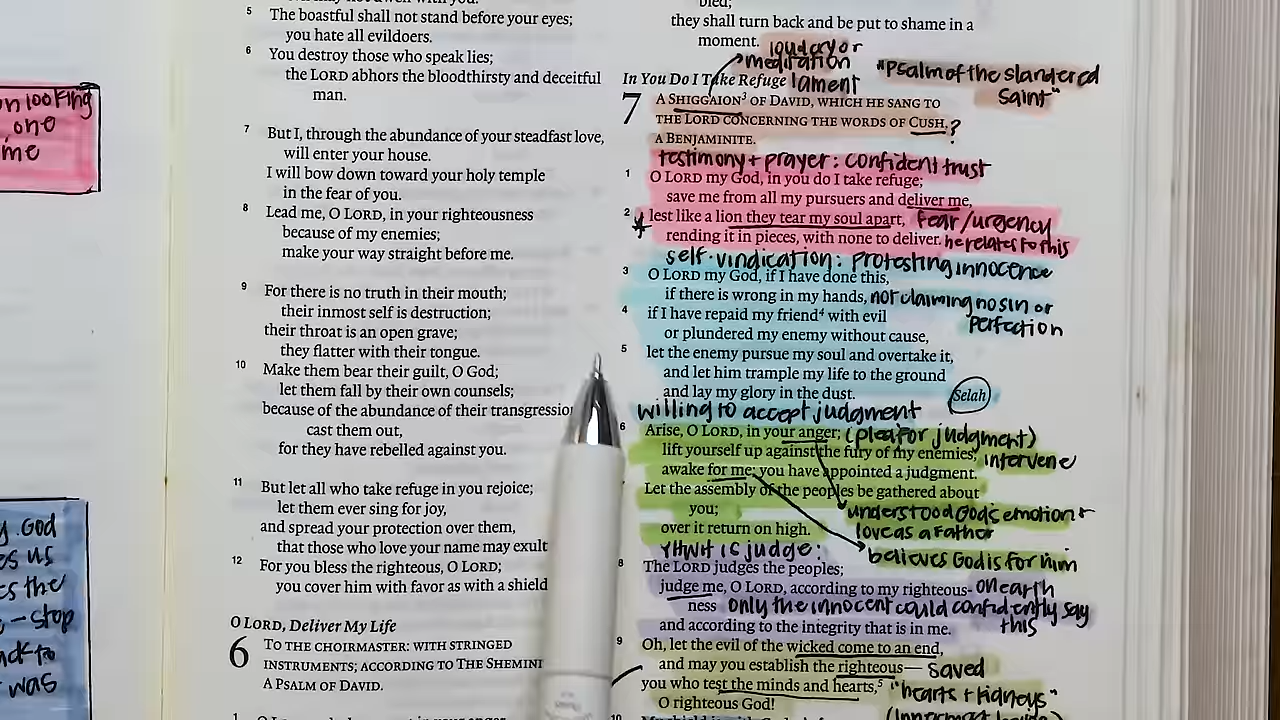 n looking
one
me
y God
es us
s the
- stop
ack to
was
5 The boastful shall not stand before your eyes;
you hate all evildoers.
6 You destroy those who speak lies;
the LORD abhors the bloodthirsty and deceitful
man.
7 But I, through the abundance of your steadfast love,
will enter your house.
I will bow down toward your holy temple
in the fear of you.
8 Lead me, O LORD, in your righteousness
because of my enemies;
make your way straight before me.
9 For there is no truth in their mouth;
their inmost self is destruction;
their throat is an open grave;
they flatter with their tongue.
10 Make them bear their guilt, O God;
let them fall by their own counsels;
because of the abundance of their transgressio
cast them out,
for they have rebelled against you.
11 But let all who take refuge in you rejoice;
let them ever sing for joy,
and spread your protection over them,
that those who love your name may exult
12 For you bless the righteous, O LORD;
you cover him with favor as with a shield
O LORD, Deliver My Life
6 TO THE CHOIRMASTER: WITH STRINGED
INSTRUMENTS; ACCORDING TO THE SHEMINI
A PSALM OF DAVID.
they shall turn back and be put to shame in a
moment.
loud cry or
meditation
"Psalm of the slandered
saint"
In You Do I Take Refuge lament
7 A SHIGGAION3 OF DAVID, WHICH HE SANG TO
THE LORD CONCERNING THE WORDS OF CUSH, ?
A BENJAMINITE.
testimony + prayer: confident trust
1 O LORD my God, in you do I take refuge;
save me from all my pursuers and deliver me,
2 lest like a lion they tear my soul apart, fear/urgency
rending it in pieces, with none to deliver. he relates to this
self-vindication: protesting innocence
3 O LORD my God, if I have done this,
if there is wrong in my hands, not claiming no sin or
perfection
4 if I have repaid my friend4 with evil
or plundered my enemy without cause,
5 let the enemy pursue my soul and overtake it,
and let him trample my life to the ground
and lay my glory in the dust. Selah
willing to accept judgment
6 Arise, O LORD, in your anger; (plea for judgment)
lift yourself up against the fury of my enemies; intervene
awake for me; you have appointed a judgment.
Let the assembly of the peoples be gathered about
you;
understood God's emotion +
over it return on high.
love as a Father
YHWH is judge:
believes God is for him
8 The LORD judges the peoples;
judge me, O LORD, according to my righteous- on earth
ness only the innocent could confidently say
this
and according to the integrity that is in me.
9 Oh, let the evil of the wicked come to an end,
and may you establish the righteous— saved
you who test the minds and hearts,5 "hearts + kidneys"
O righteous God!